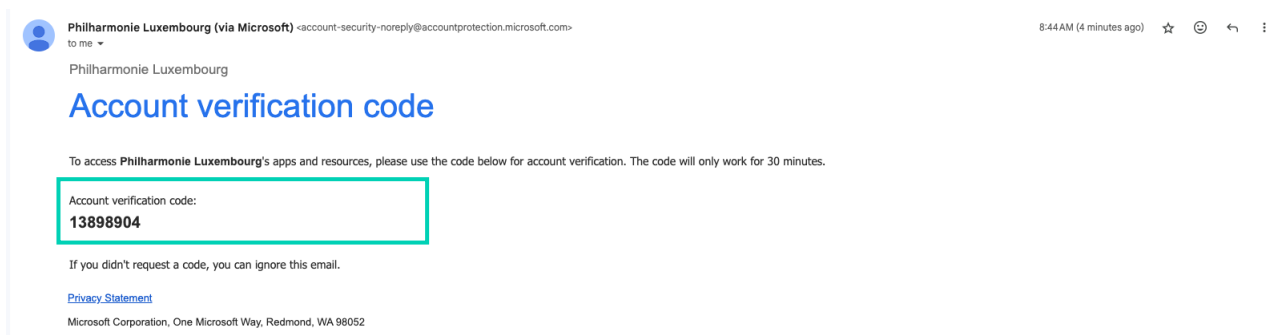 Philharmonie Luxembourg (via Microsoft) <account-security-noreply@accountprotection.microsoft.com>
8:44 AM (4 minutes ago)
to me
Philharmonie Luxembourg
Account verification code
To access Philharmonie Luxembourg's apps and resources, please use the code below for account verification. The code will only work for 30 minutes.
Account verification code:
13898904
If you didn't request a code, you can ignore this email.
Privacy Statement
Microsoft Corporation, One Microsoft Way, Redmond, WA 98052